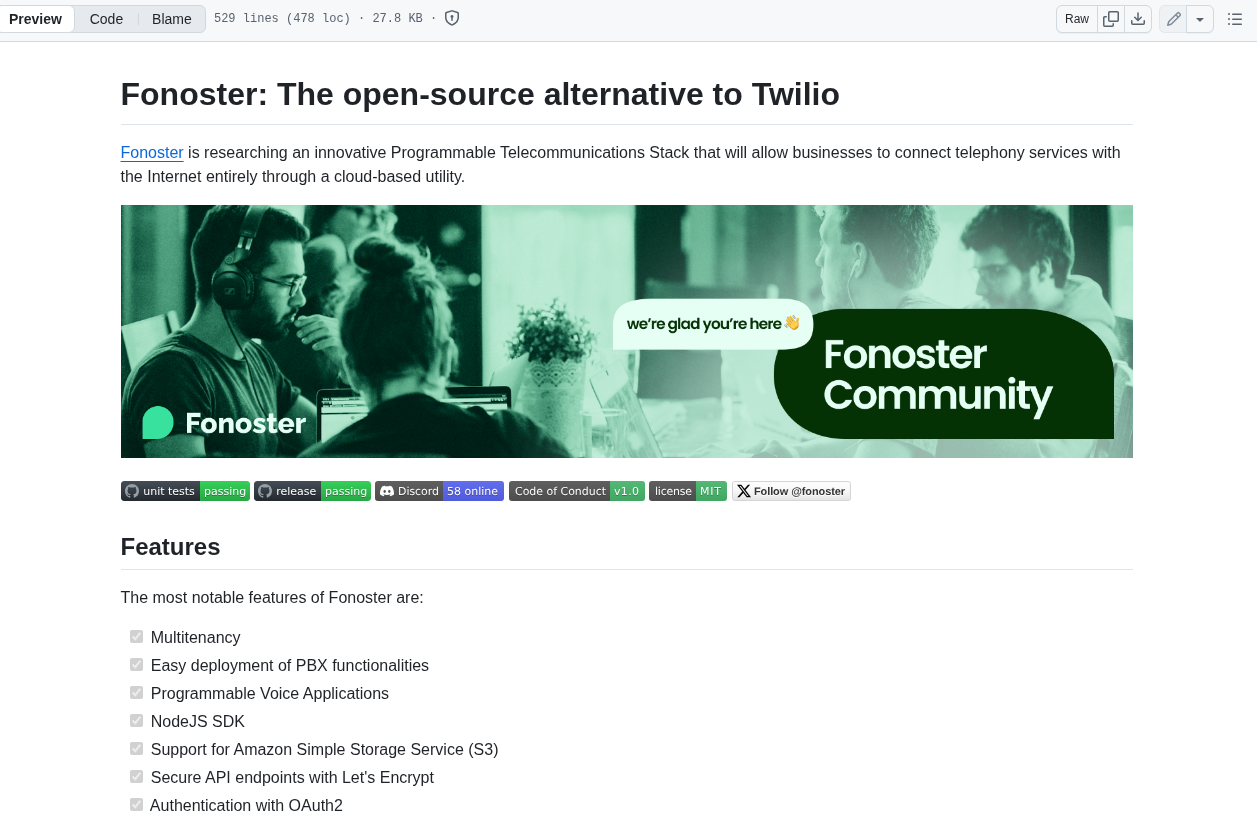 Preview Code Blame 529 lines (478 loc) · 27.8 KB · Raw
Fonoster: The open-source alternative to Twilio
Fonoster is researching an innovative Programmable Telecommunications Stack that will allow businesses to connect telephony services with
the Internet entirely through a cloud-based utility.
we're glad you're here 👋
Fonoster
Community
Fonoster
unit tests passing release passing Discord 58 online Code of Conduct v1.0 license MIT Follow @fonoster
Features
The most notable features of Fonoster are:
Multitenancy
Easy deployment of PBX functionalities
Programmable Voice Applications
NodeJS SDK
Support for Amazon Simple Storage Service (S3)
Secure API endpoints with Let's Encrypt
Authentication with OAuth2